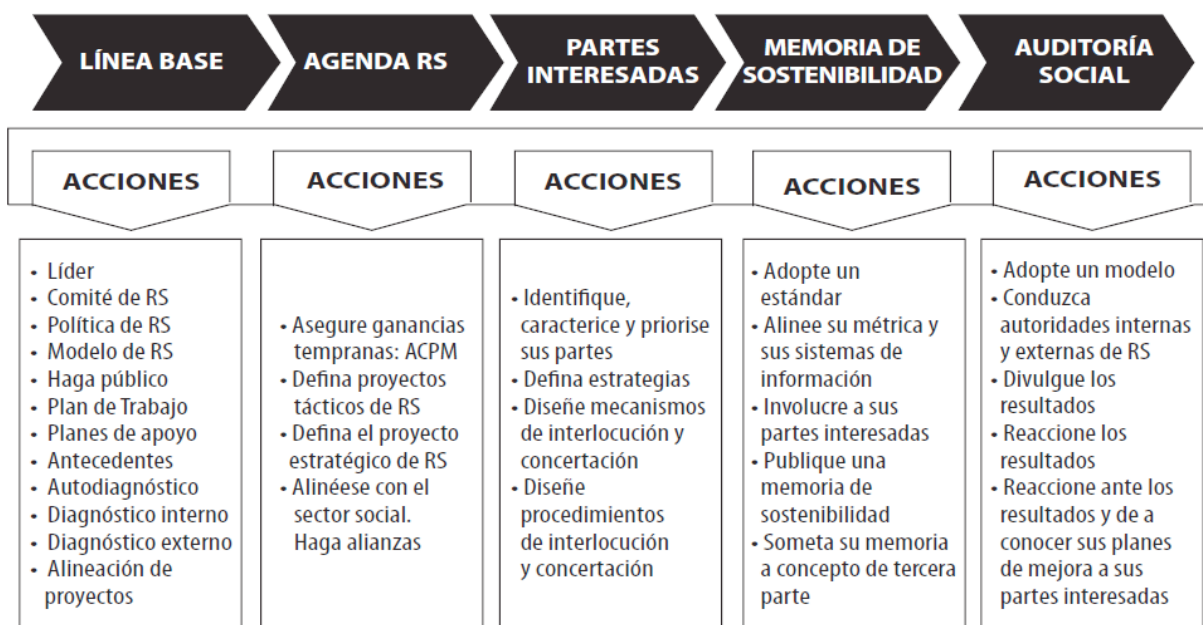 LÍNEA BASE
AGENDA RS
PARTES
INTERESADAS
MEMORIA DE
SOSTENIBILIDAD
AUDITORÍA
SOCIAL
ACCIONES
• Líder
• Comité de RS
• Política de RS
• Modelo de RS
• Haga público
• Plan de Trabajo
• Planes de apoyo
• Antecedentes
• Autodiagnóstico
• Diagnóstico interno
• Diagnóstico externo
• Alineación de
proyectos
ACCIONES
• Asegure ganancias
tempranas: ACPM
• Defina proyectos
tácticos de RS
• Defina el proyecto
estratégico de RS
• Alinéese con el
sector social.
Haga alianzas
ACCIONES
• Identifique,
caracterice y priorise
sus partes
• Defina estrategias
• Diseñe mecanismos
de interlocución y
concertación
• Diseñe
procedimientos
de interlocución
y concertación
ACCIONES
• Adopte un
estándar
• Alinee su métrica y
sus sistemas de
información
• Involucre a sus
partes interesadas
• Publique una
memoria de
sostenibilidad
• Someta su memoria
a concepto de tercera
parte
ACCIONES
• Adopte un modelo
• Conduzca
autoridades internas
y externas de RS
• Divulgue los
resultados
• Reaccione los
resultados
• Reaccione ante los
resultados y de a
conocer sus planes
de mejora a sus
partes interesadas